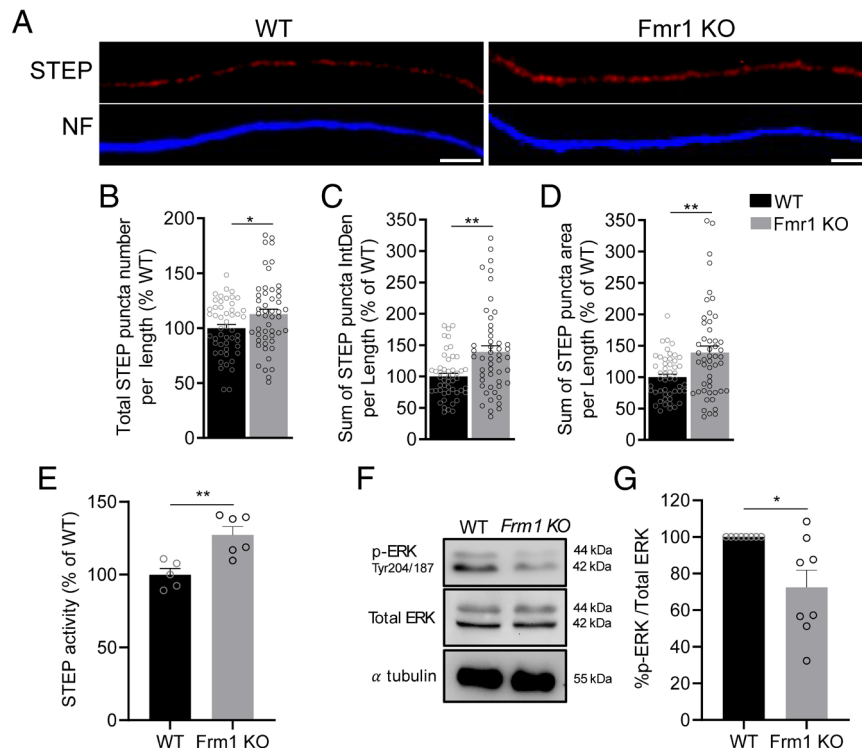 A
WT
Fmr1 KO
STEP
NF
B
Total STEP puncta number
per length (% WT)
200
150
100
50
0
*
C
Sum of STEP puncta IntDen
per Length (% of WT)
350
300
250
200
150
100
50
0
**
D
Sum of STEP puncta area
per Length (% of WT)
350
300
250
200
150
100
50
0
**
WT
Fmr1 KO
E
STEP activity (% of WT)
150
100
50
0
**
WT
Frm1 KO
F
WT
Frm1 KO
p-ERK
Tyr204/187
44 kDa
42 kDa
Total ERK
44 kDa
42 kDa
α tubulin
55 kDa
G
%p-ERK /Total ERK
120
100
80
60
40
20
0
*
WT
Frm1 KO